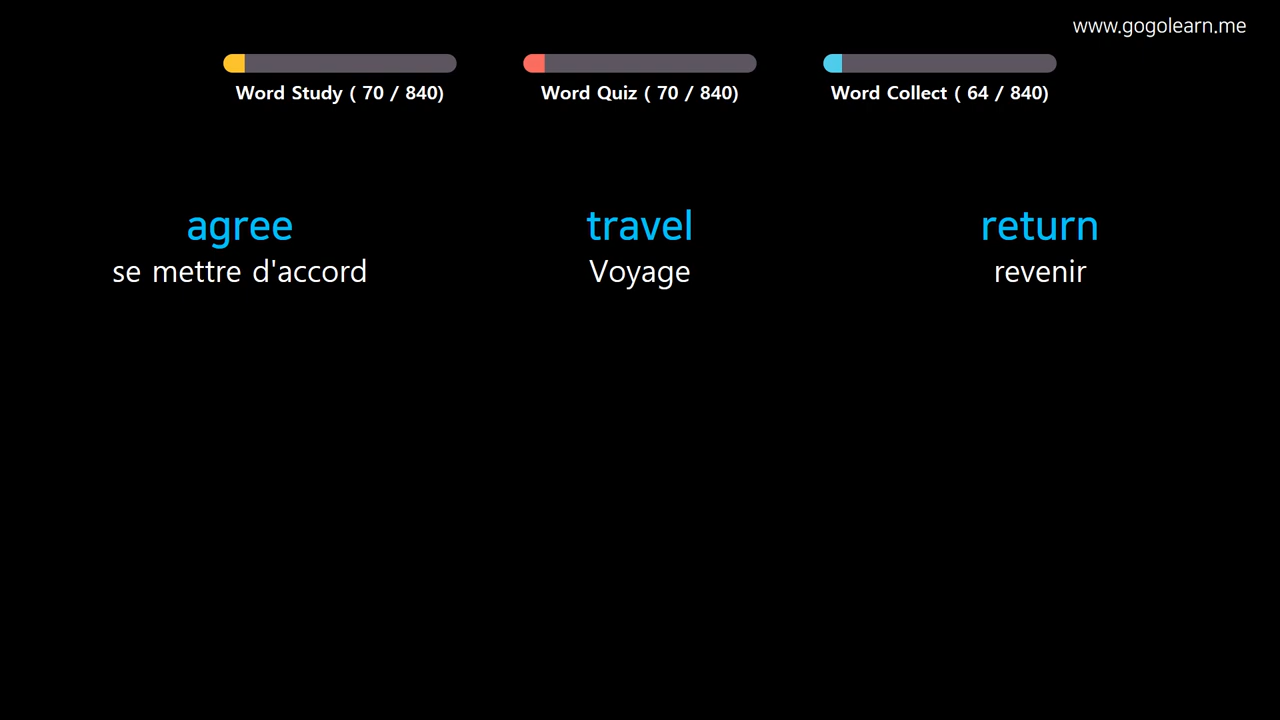 www.gogolearn.me
Word Study ( 70 / 840)
Word Quiz ( 70 / 840)
Word Collect ( 64 / 840)
agree
se mettre d'accord
travel
Voyage
return
revenir